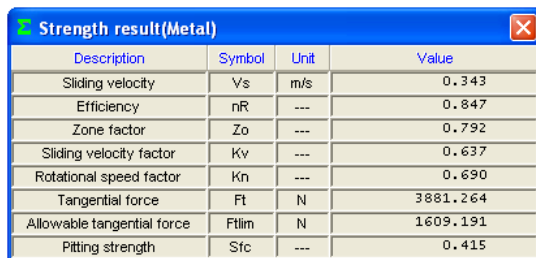 Σ Strength result(Metal)
Description Symbol Unit Value
Sliding velocity Vs m/s 0.343
Efficiency nR --- 0.847
Zone factor Zo --- 0.792
Sliding velocity factor Kv --- 0.637
Rotational speed factor Kn --- 0.690
Tangential force Ft N 3881.264
Allowable tangential force Ftlim N 1609.191
Pitting strength Sfc --- 0.415